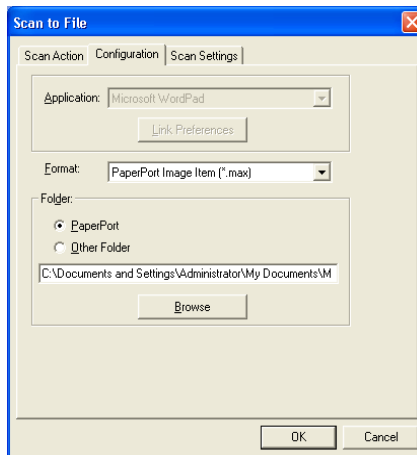 Scan to File
Scan Action Configuration Scan Settings
Application: Microsoft WordPad
Link Preferences
Format: PaperPort Image Item (*.max)
Folder:
PaperPort
Other Folder
C:\Documents and Settings\Administrator\My Documents\M
Browse
OK Cancel